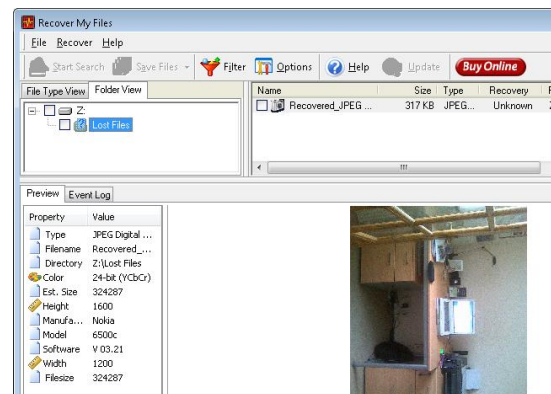 Recover My Files
File Recover Help
Start Search Save Files Filter Options Help Update Buy Online
File Type View Folder View
Z:
Lost Files
Name Size Type Recovery
Recovered_JPEG ... 317 KB JPEG... Unknown
Preview Event Log
Property Value
Type JPEG Digital ...
Filename Recovered_...
Directory Z:\Lost Files
Color 24-bit (YCbCr)
Est. Size 324287
Height 1600
Manufa... Nokia
Model 6500c
Software V 03.21
Width 1200
Filesize 324287